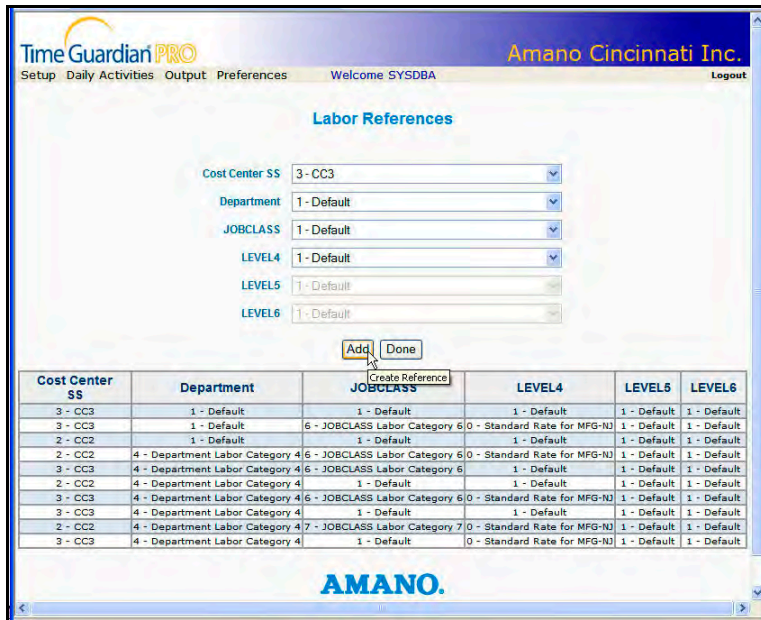 Time Guardian PRO
Amano Cincinnati Inc.
Setup Daily Activities Output Preferences Welcome SYSDBA Logout
Labor References
Cost Center SS 3 - CC3
Department 1 - Default
JOBCLASS 1 - Default
LEVEL4 1 - Default
LEVEL5 1 - Default
LEVEL6 1 - Default
Add Done
Create Reference
Cost Center SS Department JOBCLASS LEVEL4 LEVEL5 LEVEL6
3 - CC3 1 - Default 1 - Default 1 - Default 1 - Default 1 - Default
3 - CC3 1 - Default 6 - JOBCLASS Labor Category 6 0 - Standard Rate for MFG-NJ 1 - Default 1 - Default
2 - CC2 1 - Default 1 - Default 1 - Default 1 - Default 1 - Default
2 - CC2 4 - Department Labor Category 4 6 - JOBCLASS Labor Category 6 0 - Standard Rate for MFG-NJ 1 - Default 1 - Default
3 - CC3 4 - Department Labor Category 4 6 - JOBCLASS Labor Category 6 1 - Default 1 - Default 1 - Default
2 - CC2 4 - Department Labor Category 4 1 - Default 1 - Default 1 - Default 1 - Default
3 - CC3 4 - Department Labor Category 4 6 - JOBCLASS Labor Category 6 0 - Standard Rate for MFG-NJ 1 - Default 1 - Default
3 - CC3 4 - Department Labor Category 4 1 - Default 1 - Default 1 - Default 1 - Default
2 - CC2 4 - Department Labor Category 4 7 - JOBCLASS Labor Category 7 0 - Standard Rate for MFG-NJ 1 - Default 1 - Default
3 - CC3 4 - Department Labor Category 4 1 - Default 0 - Standard Rate for MFG-NJ 1 - Default 1 - Default
AMANO.